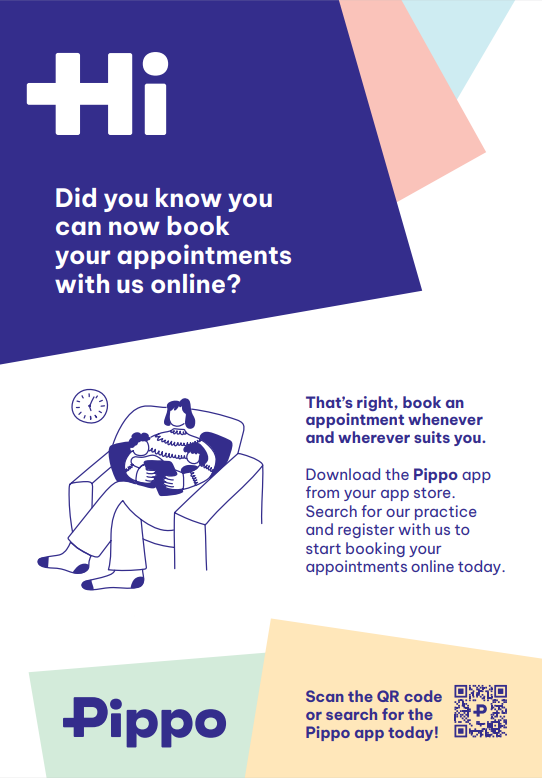 Hi
Did you know you
can now book
your appointments
with us online?
That's right, book an
appointment whenever
and wherever suits you.
Download the Pippo app
from your app store.
Search for our practice
and register with us to
start booking your
appointments online today.
Pippo
Scan the QR code
or search for the
Pippo app today!
P